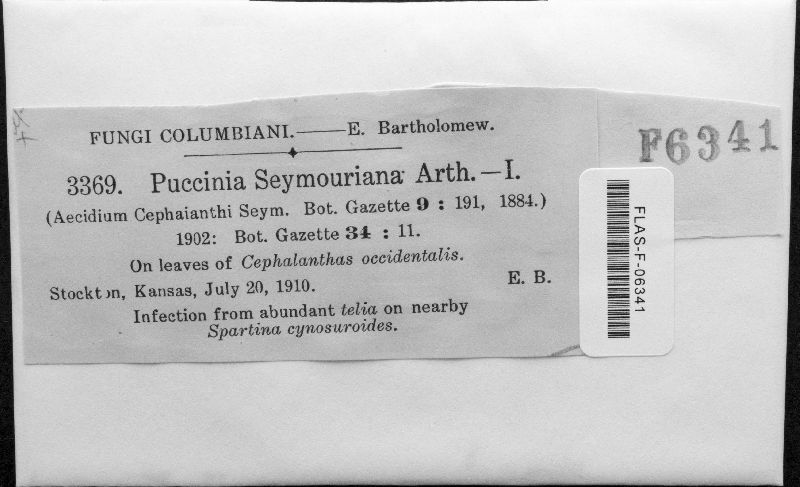 FUNGI COLUMBIANI.——E. Bartholomew.
3369. Puccinia Seymouriana Arth.—I.
(Aecidium Cephaianthi Seym. Bot. Gazette 9 : 191, 1884.)
1902: Bot. Gazette 34 : 11.
On leaves of Cephalanthas occidentalis.
Stockton, Kansas, July 20, 1910. E. B.
Infection from abundant telia on nearby
Spartina cynosuroides.
F6341
FLAS-F-06341